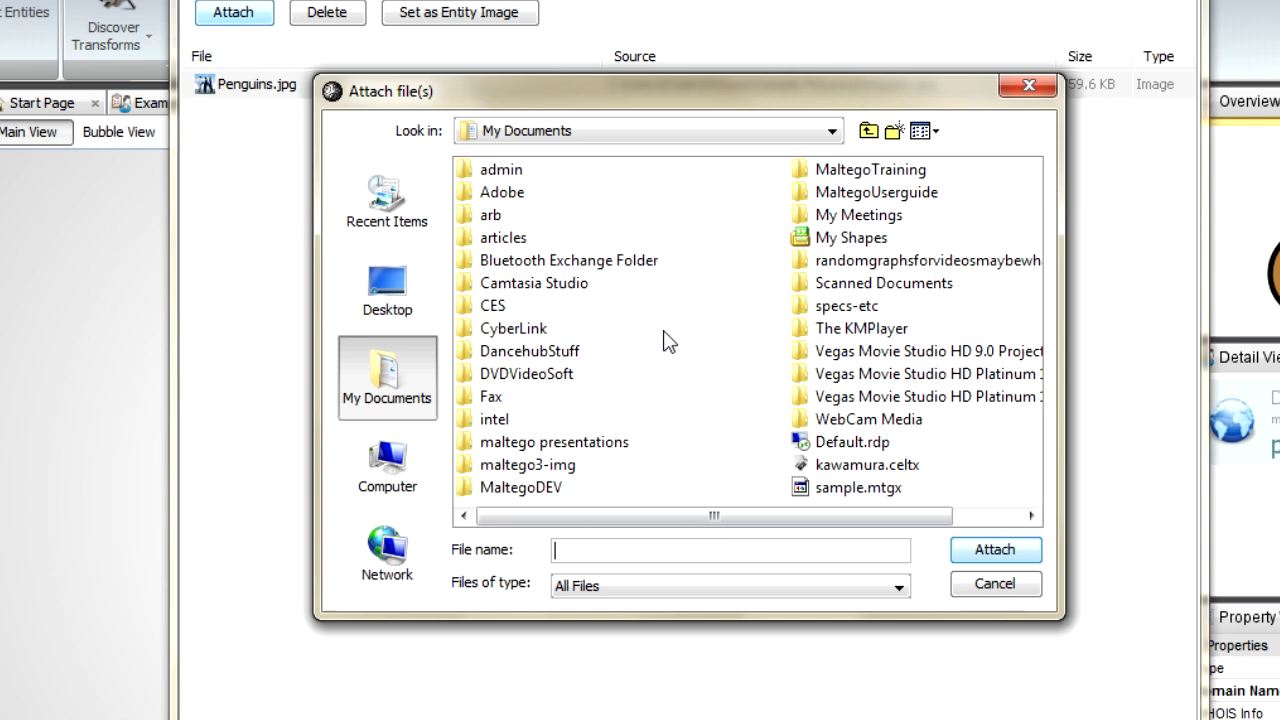 Entities
Discover
Transforms
Attach
Delete
Set as Entity Image
File
Source
Size
Type
Penguins.jpg
59.6 KB
Image
Start Page
Exam
Main View
Bubble View
Attach file(s)
Look in:
My Documents
Recent Items
Desktop
My Documents
Computer
Network
admin
Adobe
arb
articles
Bluetooth Exchange Folder
Camtasia Studio
CES
CyberLink
DancehubStuff
DVDVideoSoft
Fax
intel
maltego presentations
maltego3-img
MaltegoDEV
MaltegoTraining
MaltegoUserguide
My Meetings
My Shapes
randomgraphsforvideosmaybewha
Scanned Documents
specs-etc
The KMPlayer
Vegas Movie Studio HD 9.0 Project
Vegas Movie Studio HD Platinum 1
Vegas Movie Studio HD Platinum 1
WebCam Media
Default.rdp
kawamura.celtx
sample.mtgx
File name:
Attach
Files of type:
All Files
Cancel
Overview
Detail Vie
Property
Properties
pe
main Nam
HOIS Info